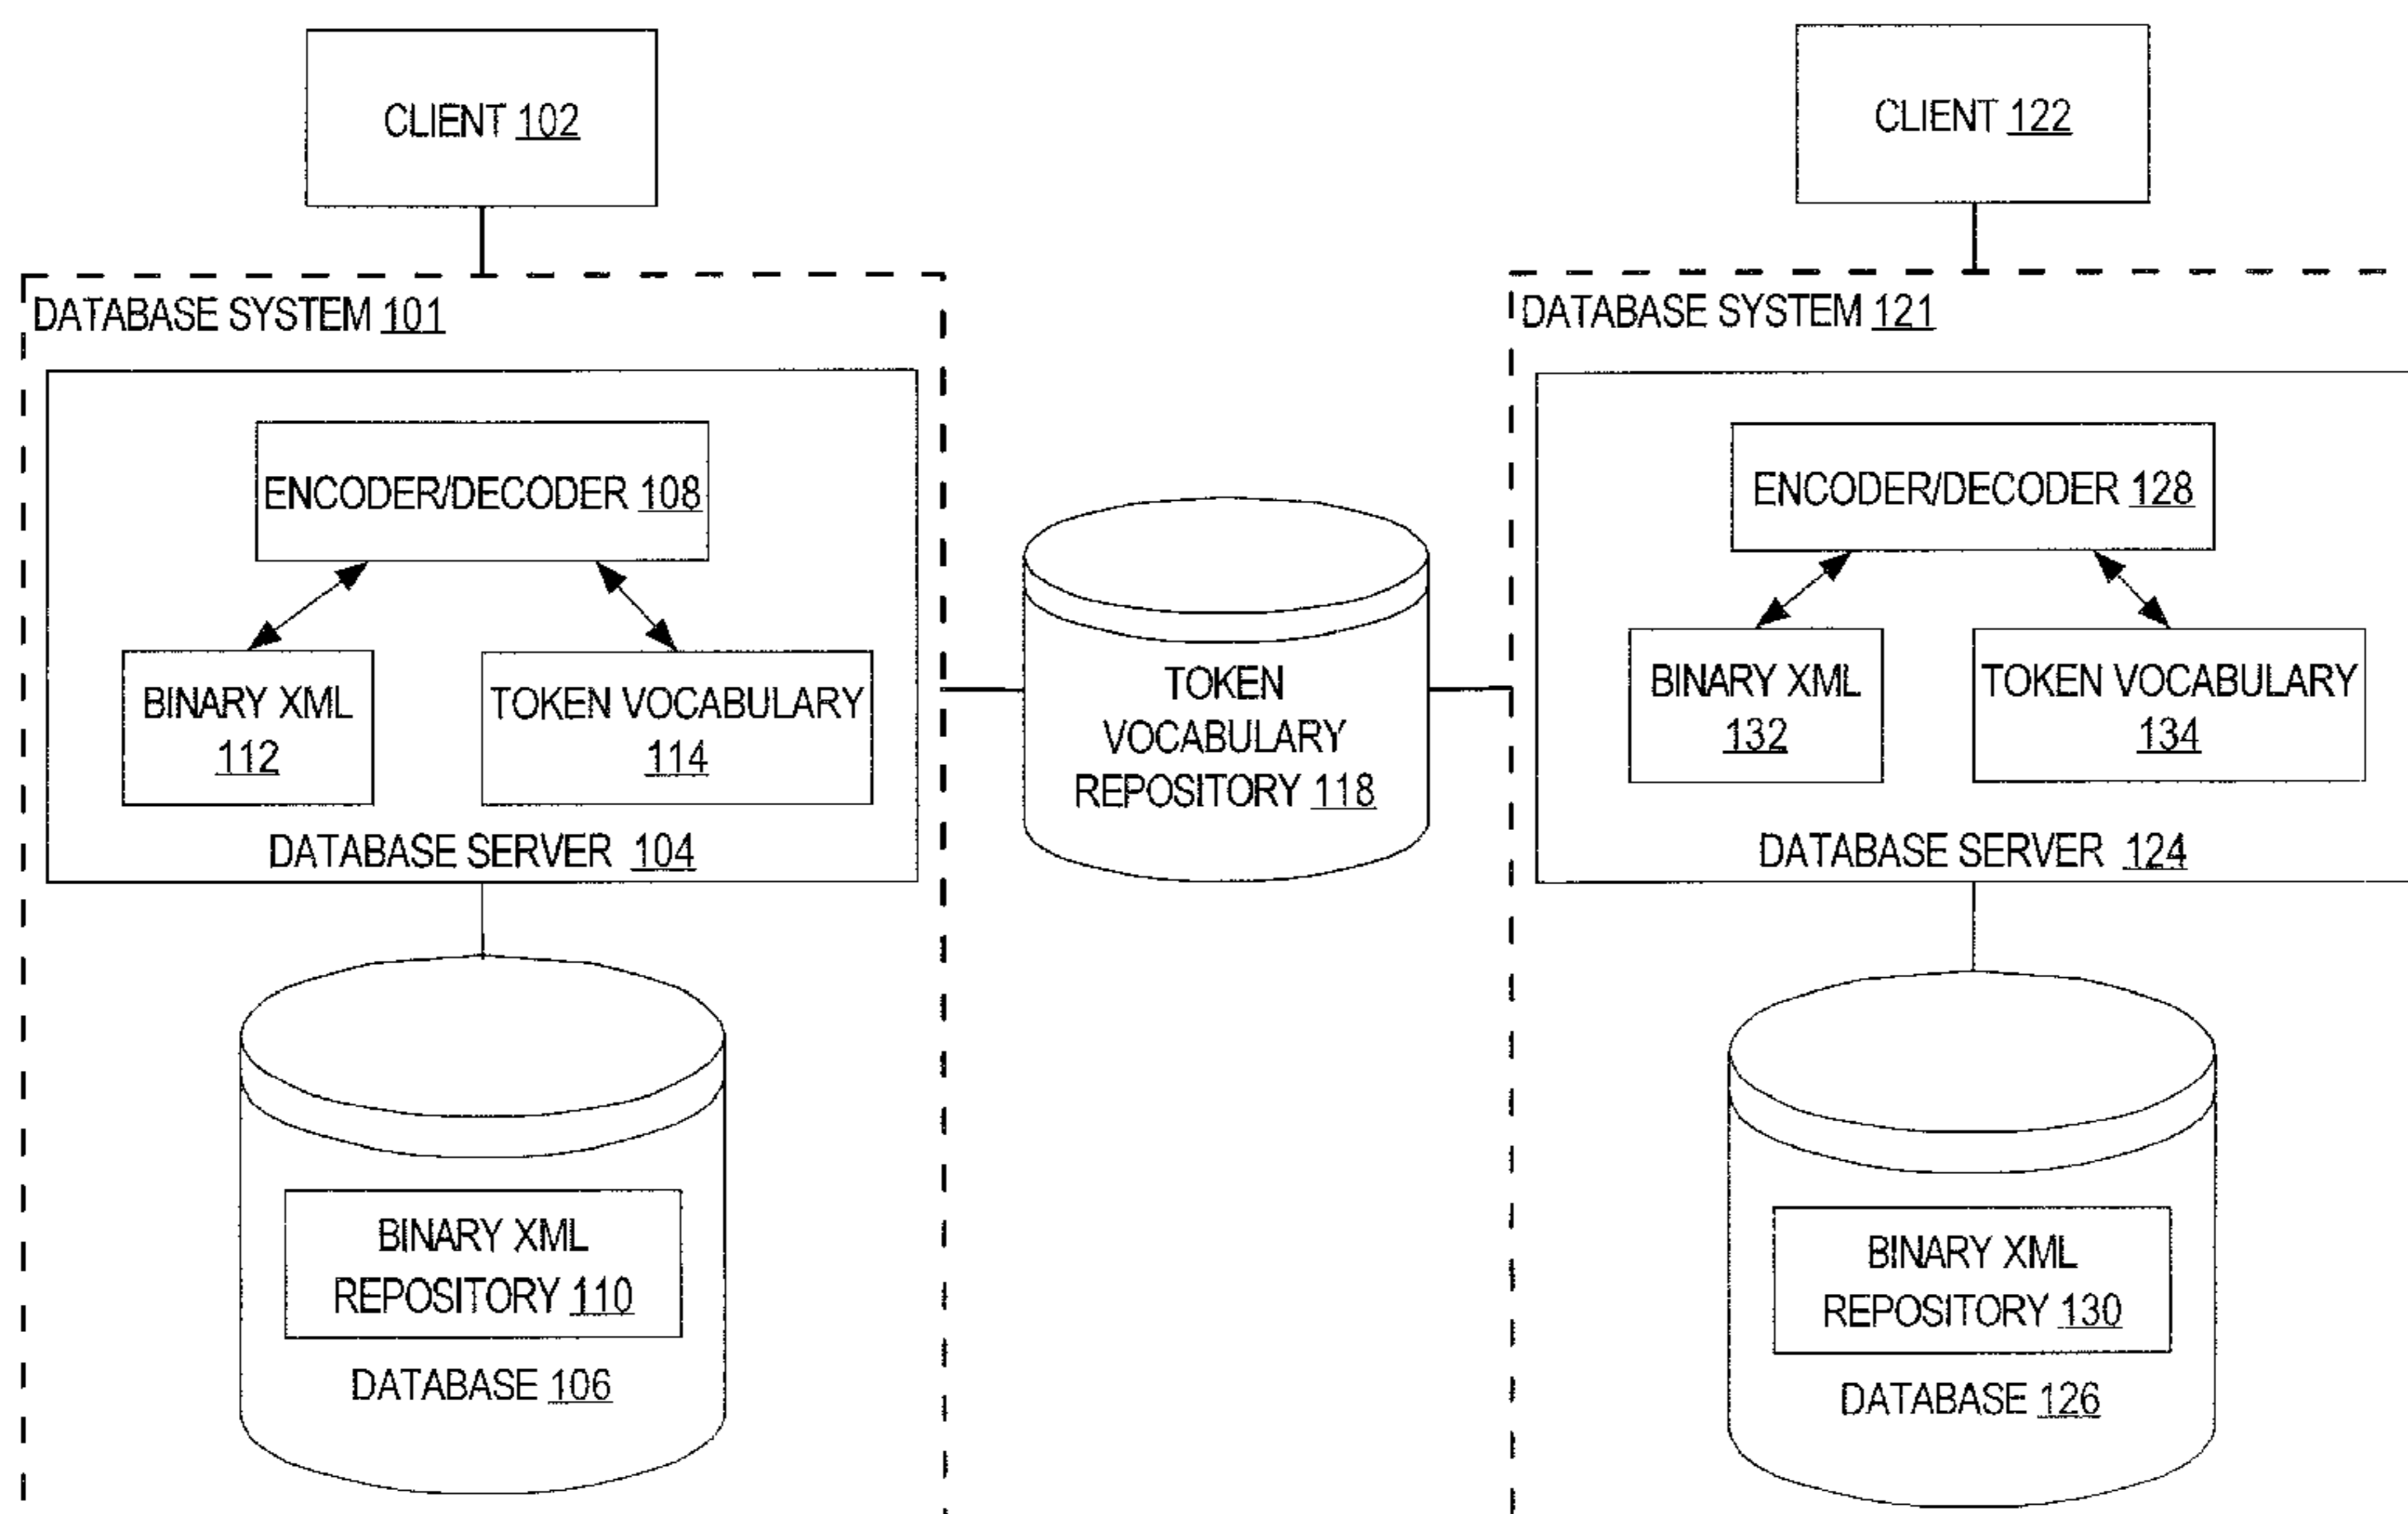 CLIENT 102
CLIENT 122
DATABASE SYSTEM 101
ENCODER/DECODER 108
BINARY XML
112
TOKEN VOCABULARY
114
DATABASE SERVER 104
BINARY XML
REPOSITORY 110
DATABASE 106
TOKEN
VOCABULARY
REPOSITORY 118
DATABASE SYSTEM 121
ENCODER/DECODER 128
BINARY XML
132
TOKEN VOCABULARY
134
DATABASE SERVER 124
BINARY XML
REPOSITORY 130
DATABASE 126